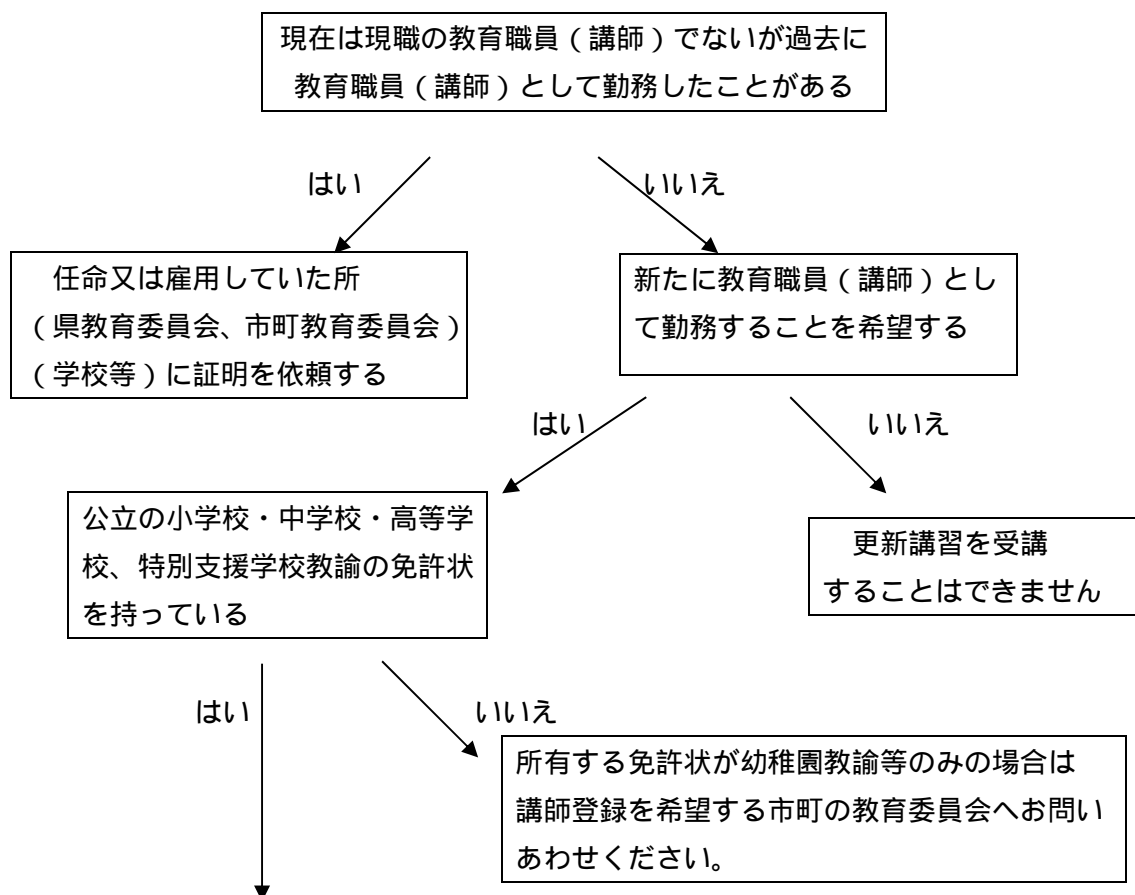 現在は現職の教育職員（講師）でないが過去に
教育職員（講師）として勤務したことがある
はい
いいえ
任命又は雇用していた所
（県教育委員会、市町教育委員会）
（学校等）に証明を依頼する
新たに教育職員（講師）とし
て勤務することを希望する
はい
いいえ
公立の小学校・中学校・高等学
校、特別支援学校教諭の免許状
を持っている
更新講習を受講
することはできません
はい
いいえ
所有する免許状が幼稚園教諭等のみの場合は
講師登録を希望する市町の教育委員会へお問い
あわせください。